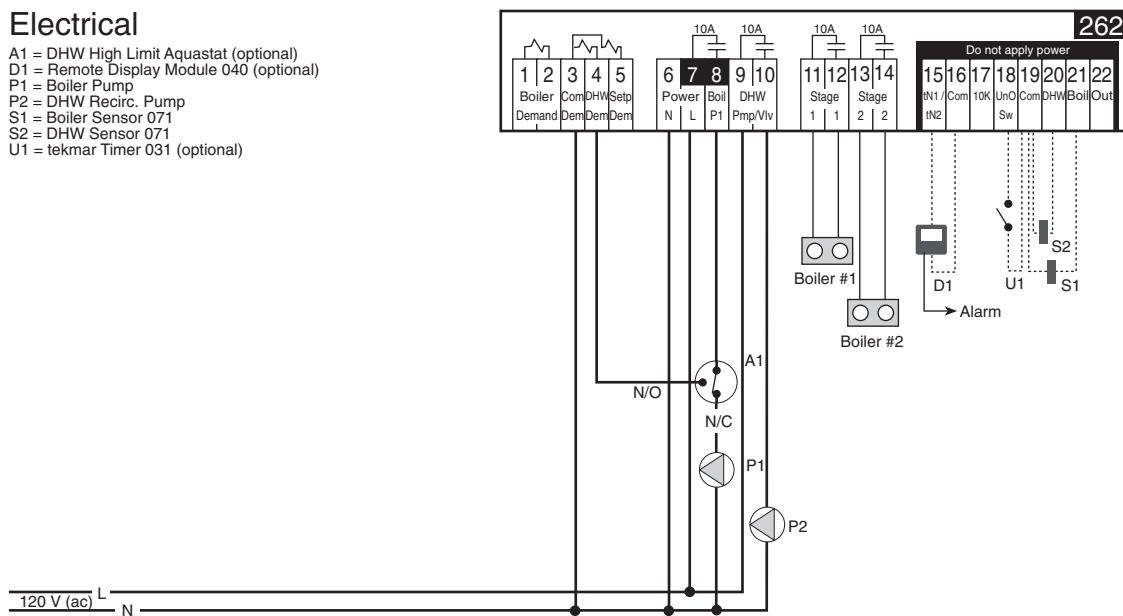 Electrical
A1 = DHW High Limit Aquastat (optional)
D1 = Remote Display Module 040 (optional)
P1 = Boiler Pump
P2 = DHW Recirc. Pump
S1 = Boiler Sensor 071
S2 = DHW Sensor 071
U1 = tekmar Timer 031 (optional)
262
10A 10A 10A 10A
Do not apply power
1 2 3 4 5 6 7 8 9 10 11 12 13 14 15 16 17 18 19 20 21 22
Boiler Com DHW Setp Power Boil DHW Stage Stage tN1 / Com 10K UnO Com DHW Boil Out
Demand Dem Dem Dem N L P1 Pmp/Vlv 1 1 2 2 tN2 Sw
S2
Boiler #1 D1 U1 S1
Alarm
Boiler #2
A1
N/O
N/C
P1
P2
L
120 V (ac)
N